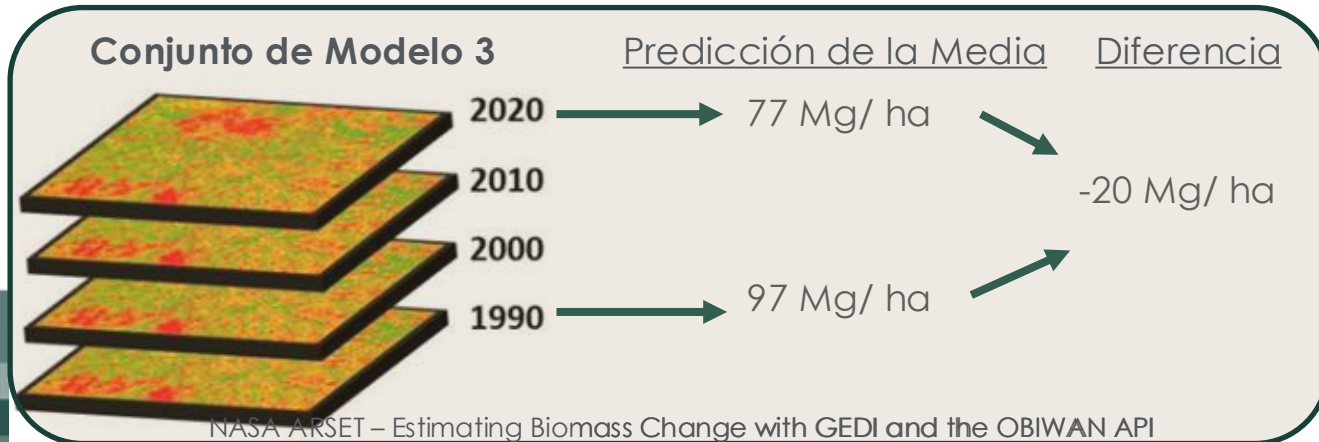 Conjunto de Modelo 3
Predicción de la Media
Diferencia
2020
77 Mg/ ha
2010
-20 Mg/ ha
2000
97 Mg/ ha
1990
NASA ARSET – Estimating Biomass Change with GEDI and the OBIWAN API